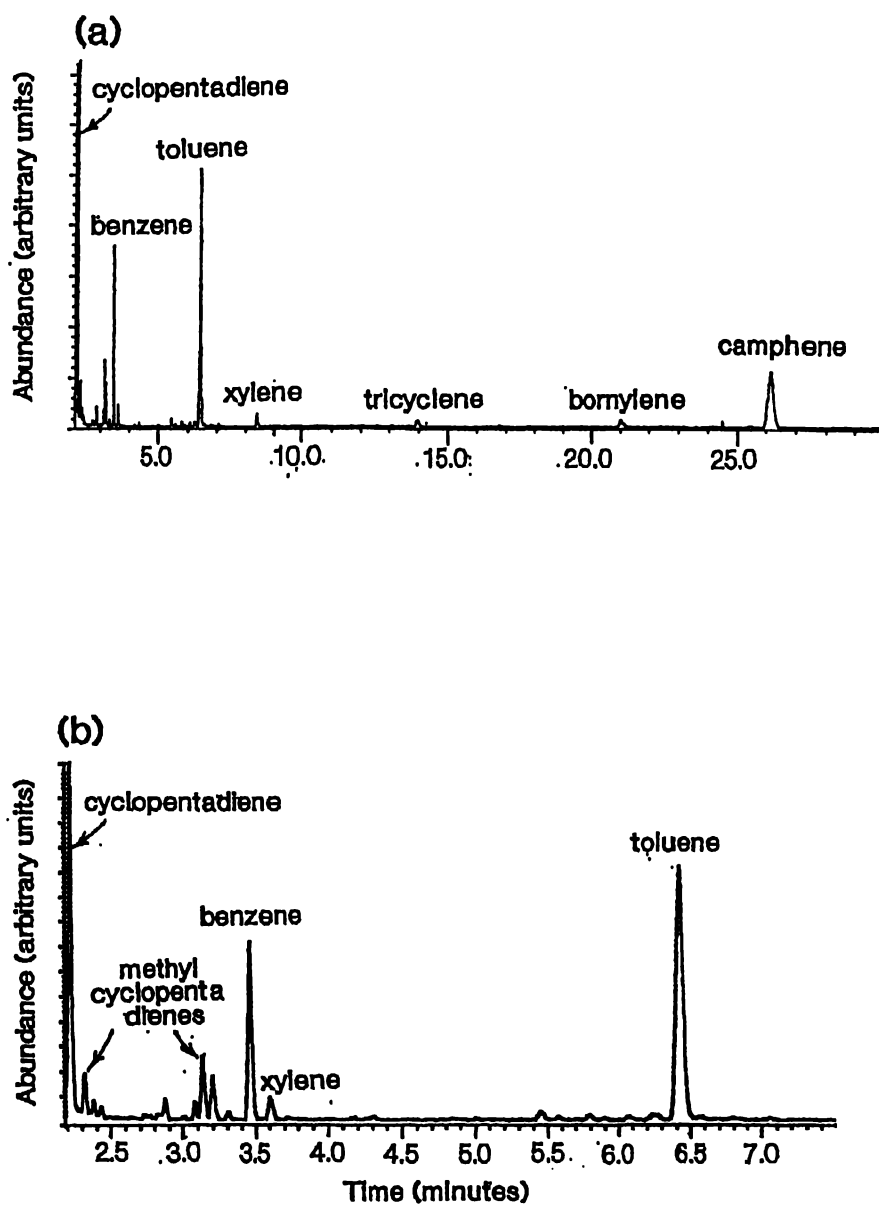 (a)
Abundance (arbitrary units)
cyclopentadiene
toluene
benzene
xylene
tricyclene
bornylene
camphene
5.0 10.0 15.0 20.0 25.0
(b)
Abundance (arbitrary units)
cyclopentadiene
toluene
benzene
methyl
cyclopenta
dienes
xylene
2.5 3.0 3.5 4.0 4.5 5.0 5.5 6.0 6.5 7.0
Time (minutes)